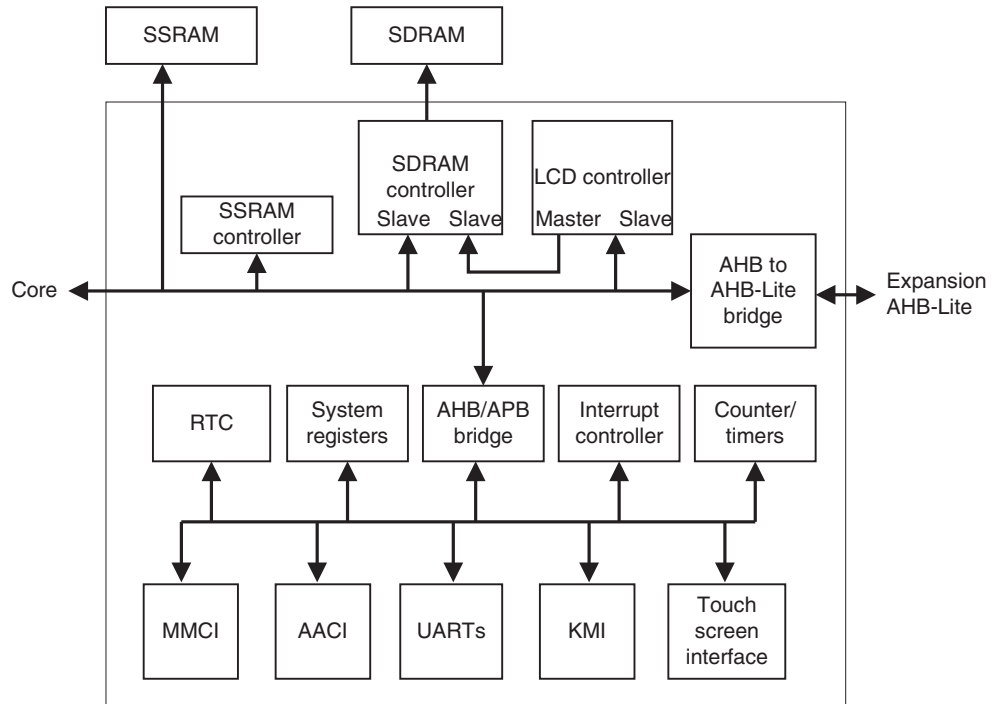 SSRAM
SDRAM
SDRAM
controller
Slave
Slave
LCD controller
Master
Slave
SSRAM
controller
Core
AHB to
AHB-Lite
bridge
Expansion
AHB-Lite
RTC
System
registers
AHB/APB
bridge
Interrupt
controller
Counter/
timers
MMCI
AACI
UARTs
KMI
Touch
screen
interface